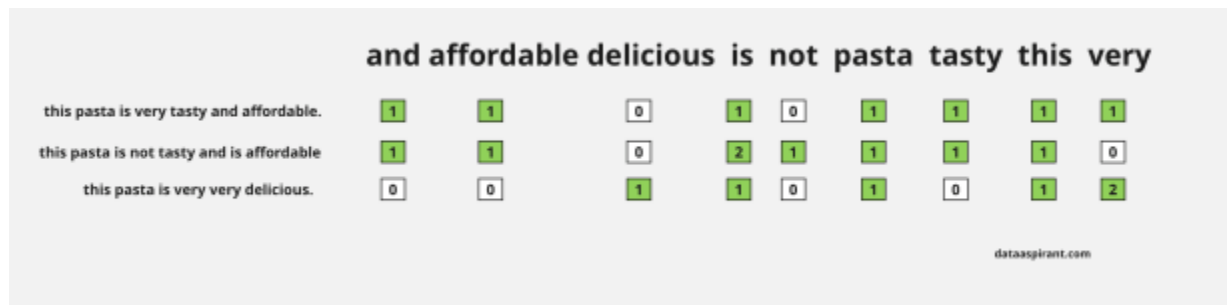 and affordable delicious is not pasta tasty this very
this pasta is very tasty and affordable. 1 1 0 1 0 1 1 1 1
this pasta is not tasty and is affordable 1 1 0 2 1 1 1 1 0
this pasta is very very delicious. 0 0 1 1 0 1 0 1 2
dataaspirant.com